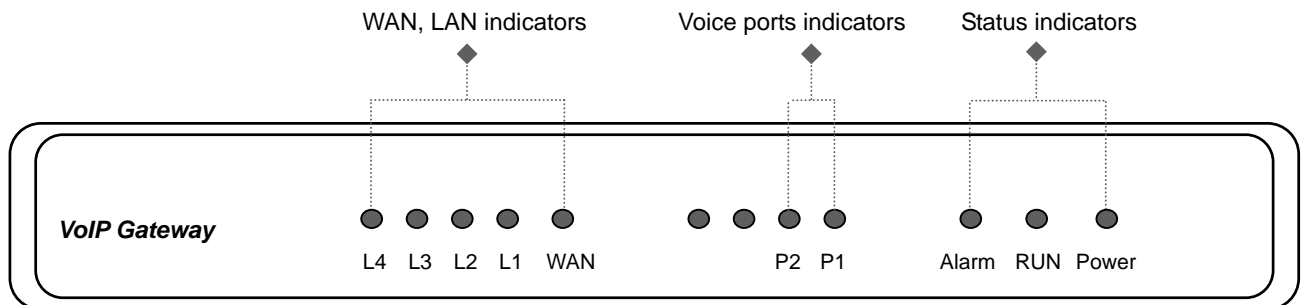 WAN, LAN indicators Voice ports indicators Status indicators
VoIP Gateway
L4 L3 L2 L1 WAN P2 P1 Alarm RUN Power